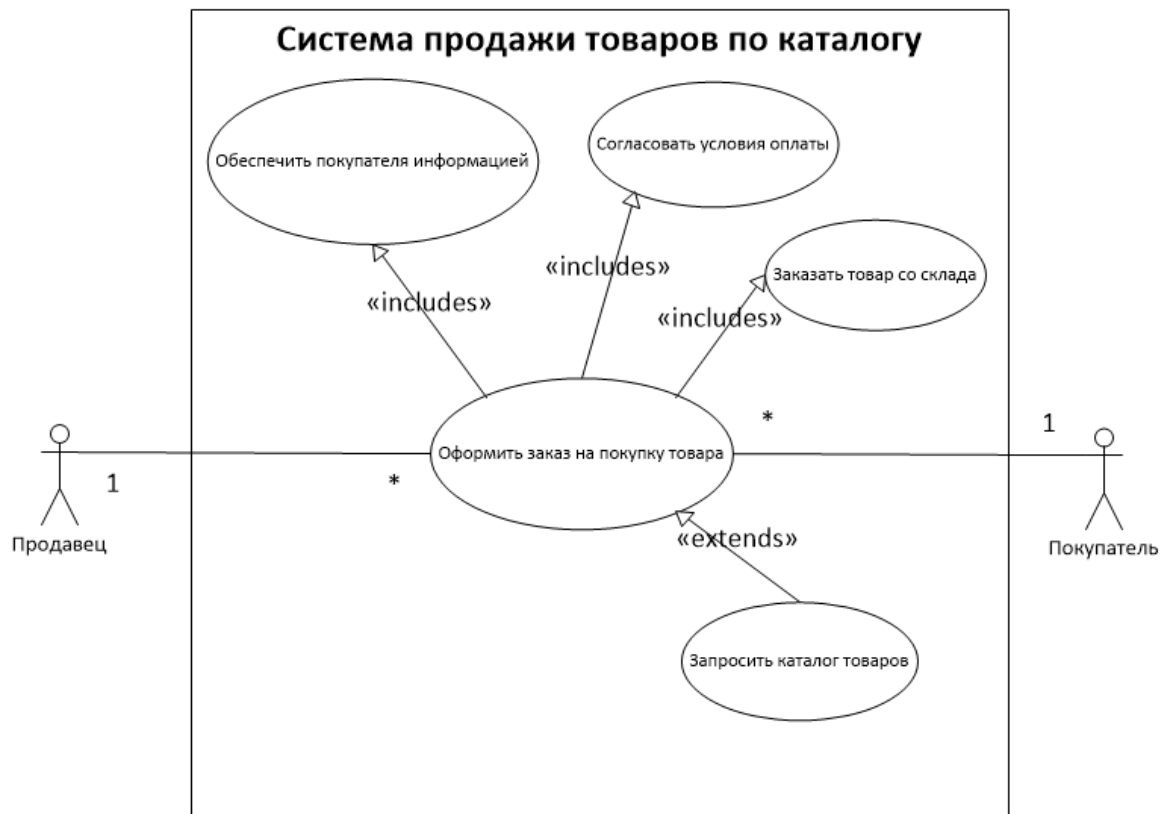 Система продажи товаров по каталогу
Обеспечить покупателя информацией
Согласовать условия оплаты
Заказать товар со склада
«includes»
«includes»
«includes»
Оформить заказ на покупку товара
*
1
1
*
Продавец
Покупатель
«extends»
Запросить каталог товаров